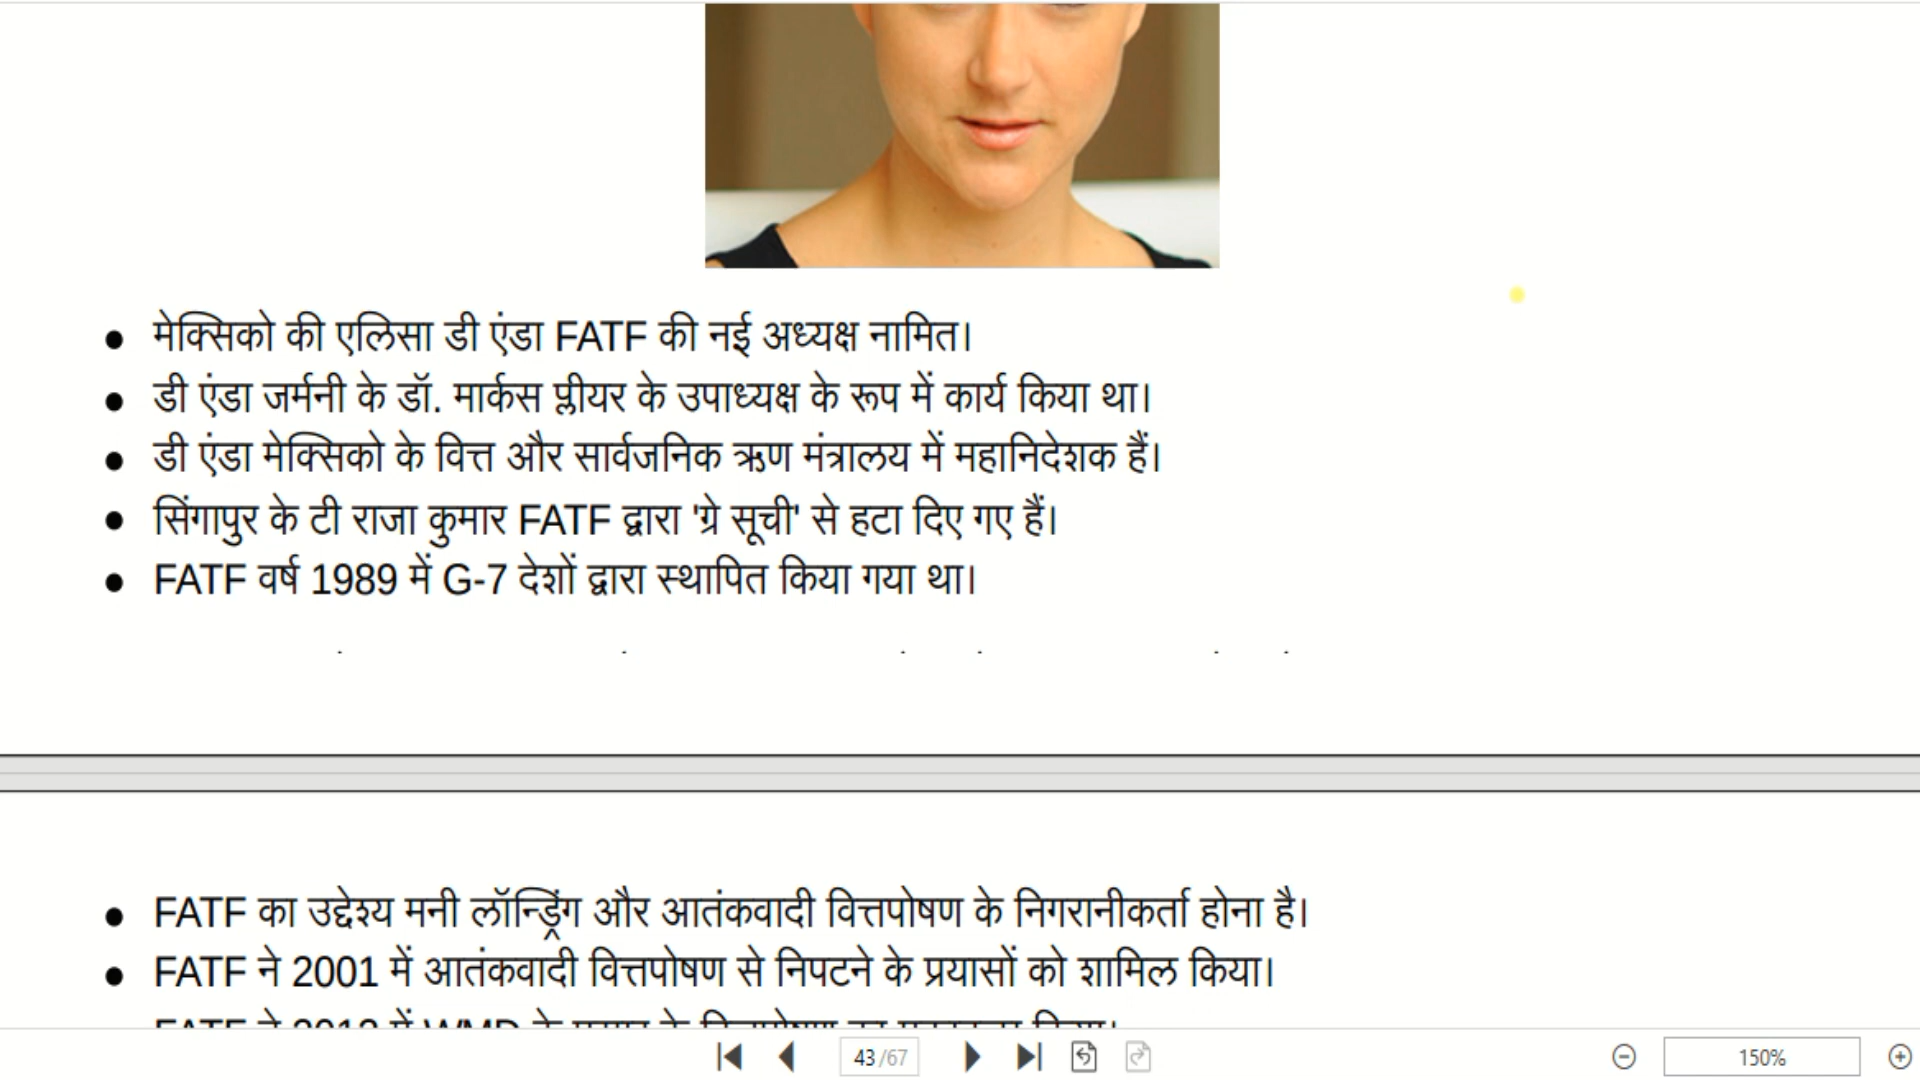 ● मेक्सिको की एलिसा डी एंडा FATF की नई अध्यक्ष नामित।
● डी एंडा जर्मनी के डॉ. मार्कस प्लीयर के उपाध्यक्ष के रूप में कार्य किया था।
● डी एंडा मेक्सिको के वित्त और सार्वजनिक ऋण मंत्रालय में महानिदेशक हैं।
● सिंगापुर के टी राजा कुमार FATF द्वारा 'ग्रे सूची' से हटा दिए गए हैं।
● FATF वर्ष 1989 में G-7 देशों द्वारा स्थापित किया गया था।
● FATF का उद्देश्य मनी लॉन्ड्रिंग और आतंकवादी वित्तपोषण के निगरानीकर्ता होना है।
● FATF ने 2001 में आतंकवादी वित्तपोषण से निपटने के प्रयासों को शामिल किया।
43 /67
150%